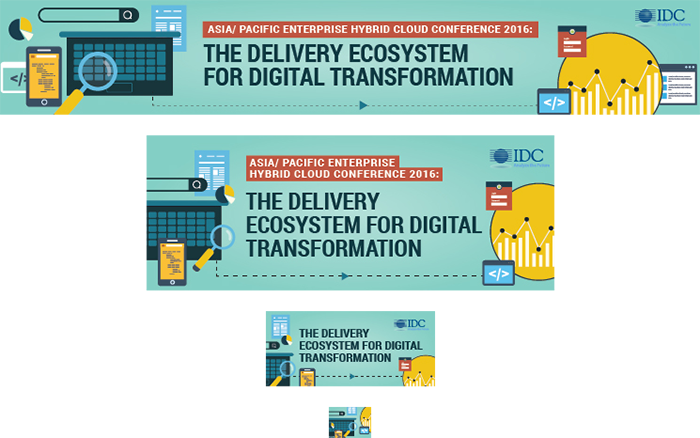 ASIA/ PACIFIC ENTERPRISE HYBRID CLOUD CONFERENCE 2016:
IDC
THE DELIVERY ECOSYSTEM
FOR DIGITAL TRANSFORMATION
</>
</>
ASIA/ PACIFIC ENTERPRISE
HYBRID CLOUD CONFERENCE 2016:
IDC
THE DELIVERY
ECOSYSTEM FOR DIGITAL
TRANSFORMATION
</>
IDC
THE DELIVERY
ECOSYSTEM FOR DIGITAL
TRANSFORMATION